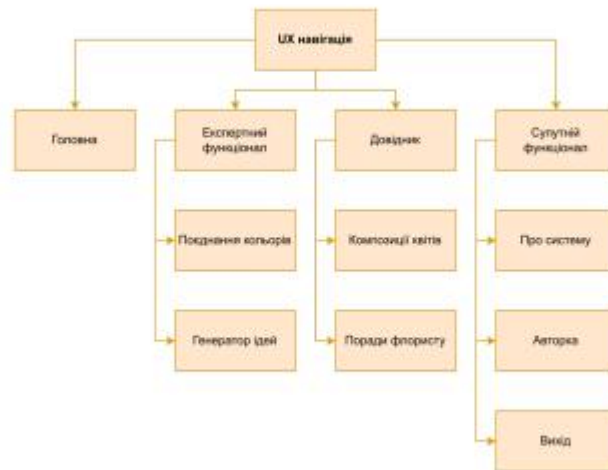 UX навігація
Головна
Експертний
функціонал
Довідник
Супутній
функціонал
Поєднання кольорів
Композиції квітів
Про систему
Генератор ідей
Поради флористу
Авторка
Вихід